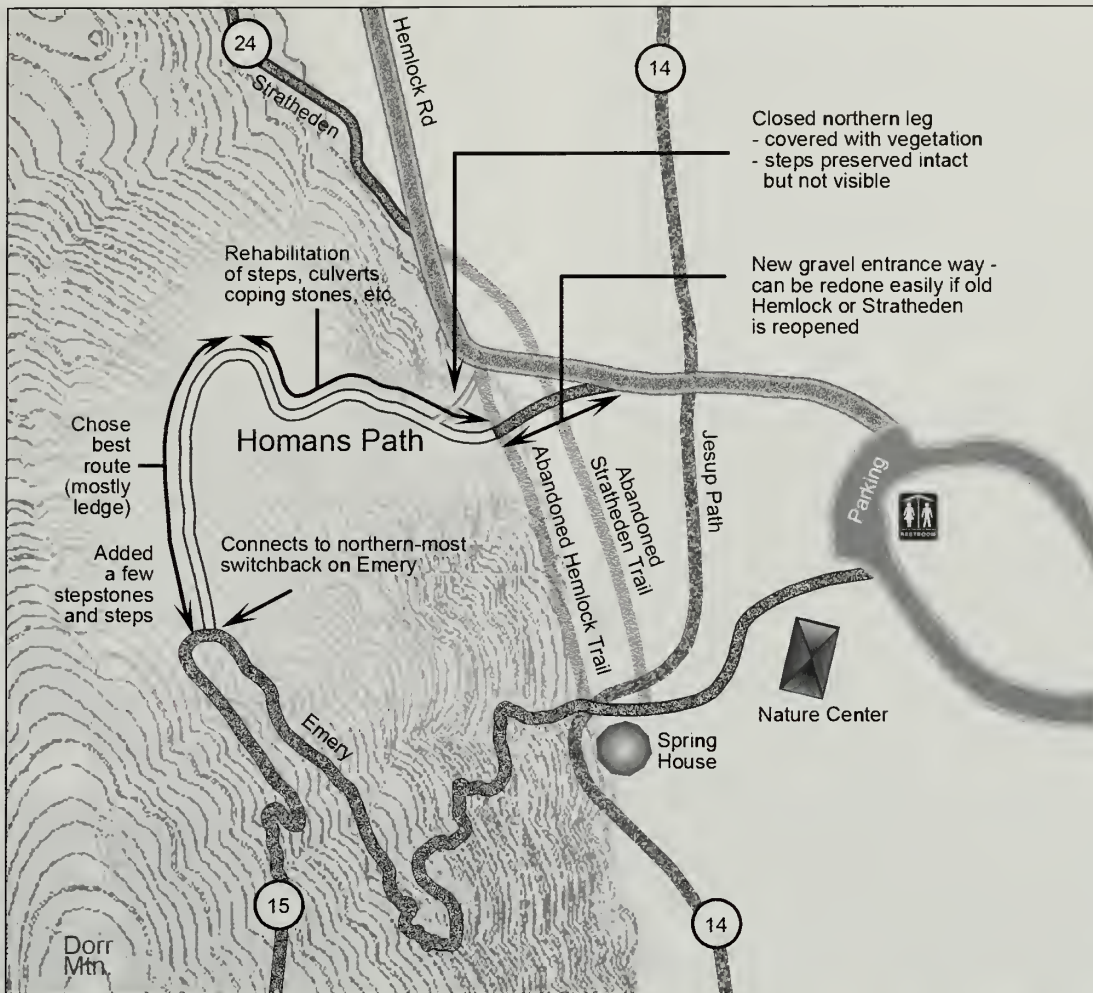 24
Stratheden
Hemlock Rd
14
Closed northern leg
- covered with vegetation
- steps preserved intact
but not visible
Rehabilitation
of steps, culverts
coping stones, etc
New gravel entrance way -
can be redone easily if old
Hemlock or Stratheden
is reopened
Chose
best
route
(mostly
ledge)
Homans Path
Added
a few
stepstones
and steps
Connects to northern-most
switchback on Emery
Abandoned Hemlock Trail
Abandoned
Stratheden Trail
Jesup Path
Parking
RESTROOM
Nature Center
Emery
Spring
House
15
14
Dorr
Mtn.